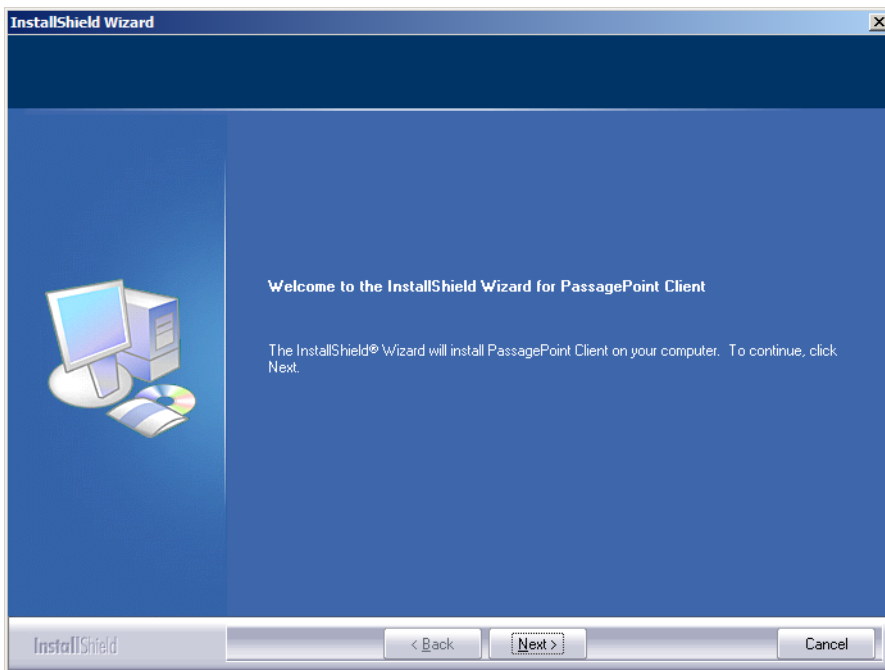 InstallShield Wizard
Welcome to the InstallShield Wizard for PassagePoint Client
The InstallShield® Wizard will install PassagePoint Client on your computer.  To continue, click
Next.
InstallShield
< Back
Next >
Cancel